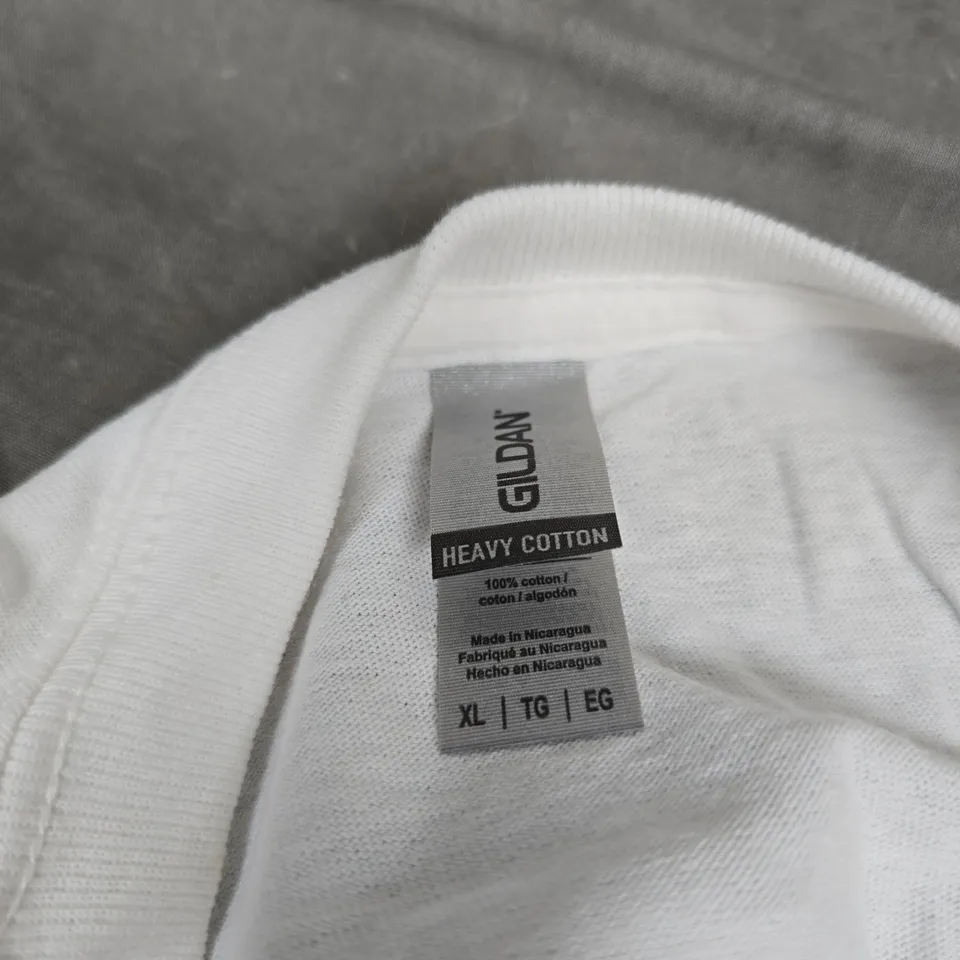 GILDAN®
HEAVY COTTON
100% cotton /
coton / algodón
Made in Nicaragua
Fabriqué au Nicaragua
Hecho en Nicaragua
XL | TG | EG